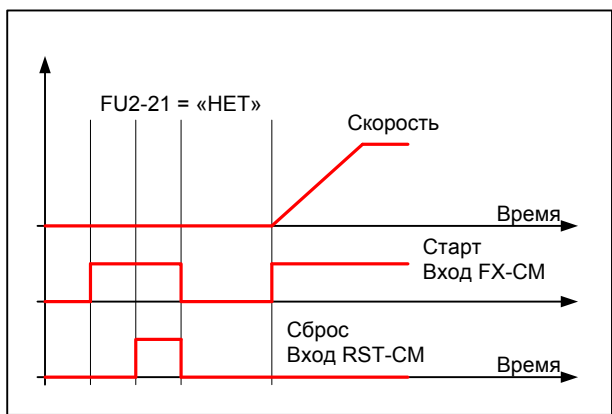 FU2-21 = «НЕТ»
Скорость
Время
Старт
Вход FX-CM
Сброс
Вход RST-CM
Время